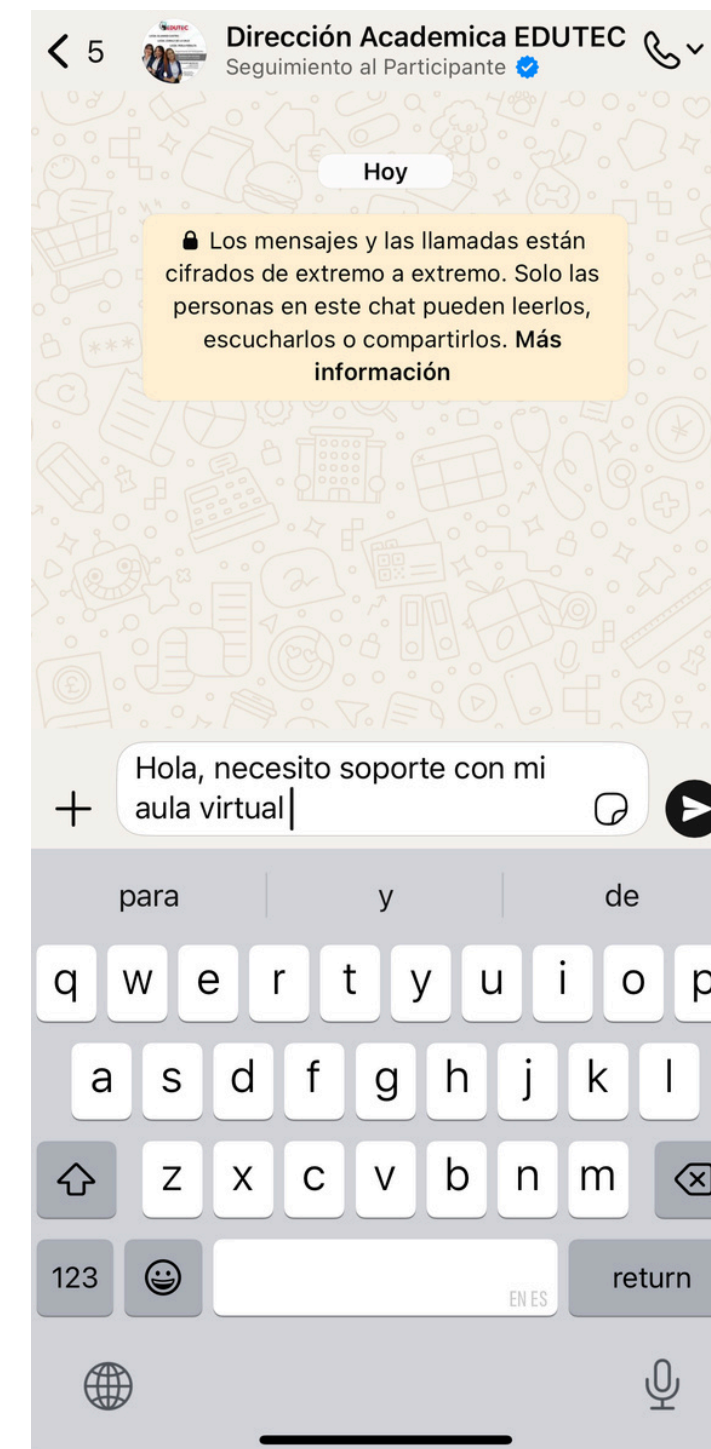 5
Dirección Academica EDUTEC
Seguimiento al Participante
EDUTEC
Hoy
Los mensajes y las llamadas están
cifrados de extremo a extremo. Solo las
personas en este chat pueden leerlos,
escucharlos o compartirlos. Más
información
Hola, necesito soporte con mi
aula virtual
para y de
q w e r t y u i o p
a s d f g h j k l
z x c v b n m
123 EN ES return